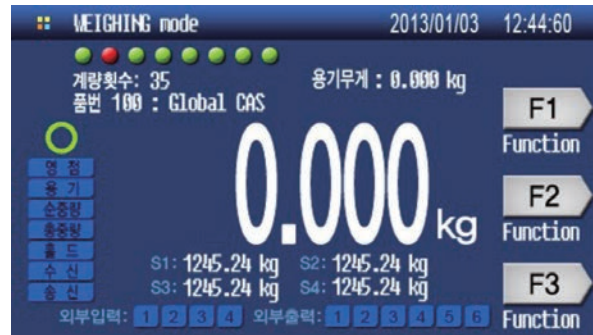 WEIGHING mode 2013/01/03 12:44:60
계량횟수: 35 용기무게 : 0.000 kg
품번 100 : Global CAS
F1
Function
0.000 kg
영 점
용 기
순중량
총중량
홀 드
수 신
송 신
F2
Function
S1: 1245.24 kg S2: 1245.24 kg
S3: 1245.24 kg S4: 1245.24 kg
외부입력: 1 2 3 4 외부출력: 1 2 3 4 5 6
F3
Function